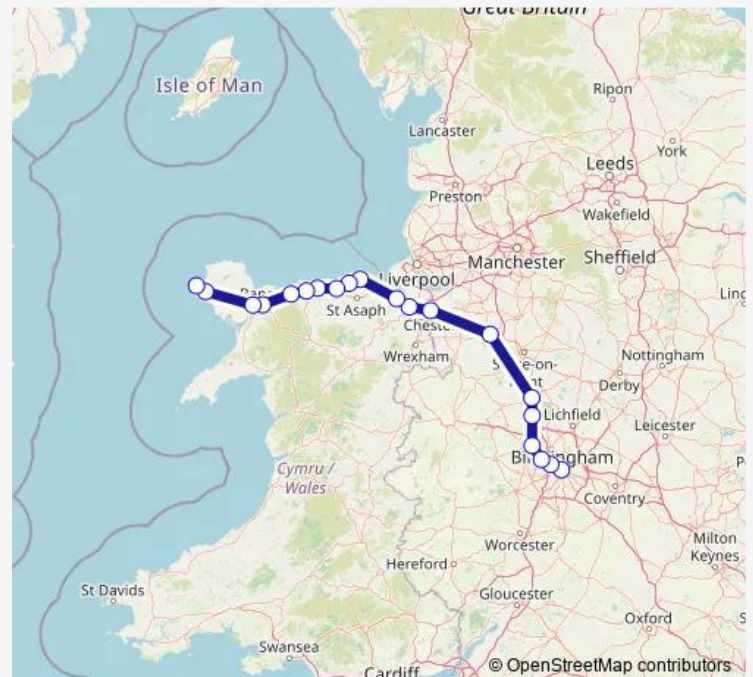 Great Britain
Isle of Man
Ripon
Lancaster
York
Leeds
Preston
Wakefield
Manchester
Sheffield
Liverpool
St Asaph
Wrexham
Nottingham
Derby
Lichfield
Leicester
Birmingham
Cymru /
Wales
Coventry
Worcester
Milton
Keynes
Hereford
St Davids
Gloucester
Oxford
Swansea
Cardiff
© OpenStreetMap contributors